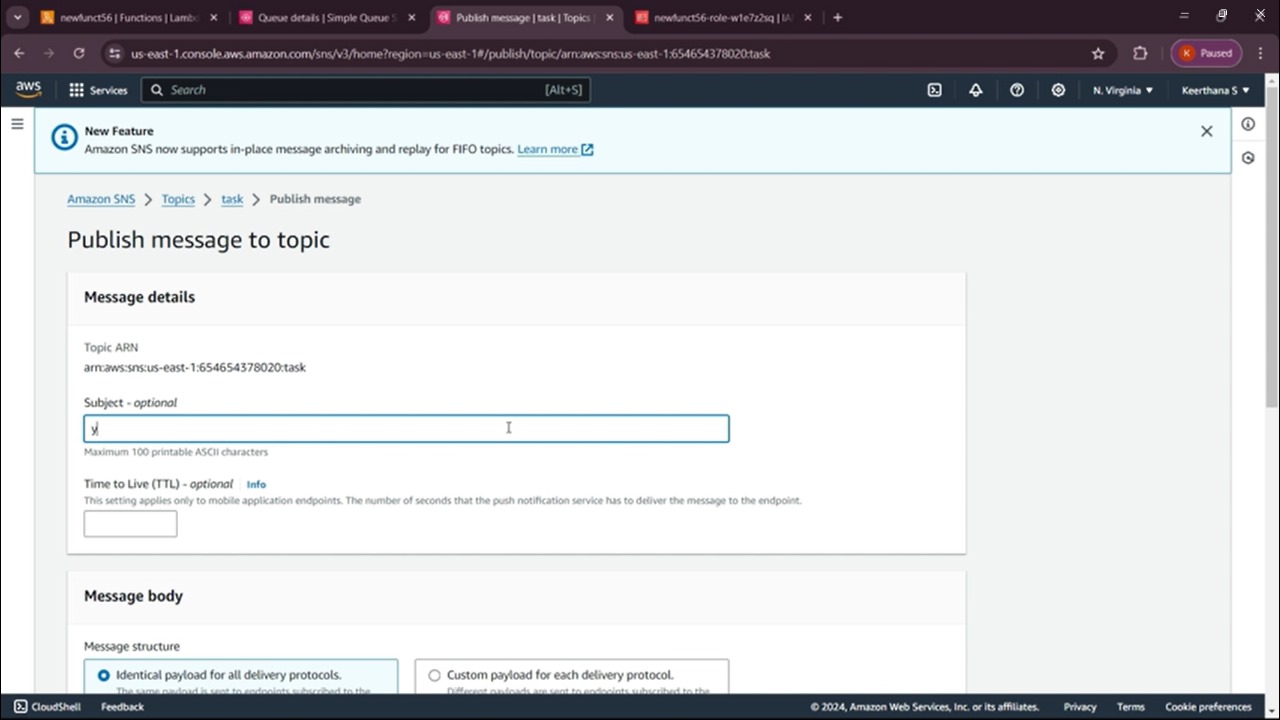 newfunct56 | Functions | Lambd
Queue details | Simple Queue S
Publish message | task | Topics |
newfunct56-role-w1e7z2sq | IA
us-east-1.console.aws.amazon.com/sns/v3/home?region=us-east-1#/publish/topic/arn:aws:sns:us-east-1:654654378020:task
K Paused
aws
Services
Search
[Alt+S]
N. Virginia
Keerthana S
New Feature
Amazon SNS now supports in-place message archiving and replay for FIFO topics. Learn more
Amazon SNS > Topics > task > Publish message
Publish message to topic
Message details
Topic ARN
arn:aws:sns:us-east-1:654654378020:task
Subject - optional
y
Maximum 100 printable ASCII characters
Time to Live (TTL) - optional Info
This setting applies only to mobile application endpoints. The number of seconds that the push notification service has to deliver the message to the endpoint.
Message body
Message structure
Identical payload for all delivery protocols.
The same payload is sent to endpoints subscribed to the
Custom payload for each delivery protocol.
Different payloads are sent to endpoints subscribed to the
CloudShell
Feedback
© 2024, Amazon Web Services, Inc. or its affiliates.
Privacy
Terms
Cookie preferences